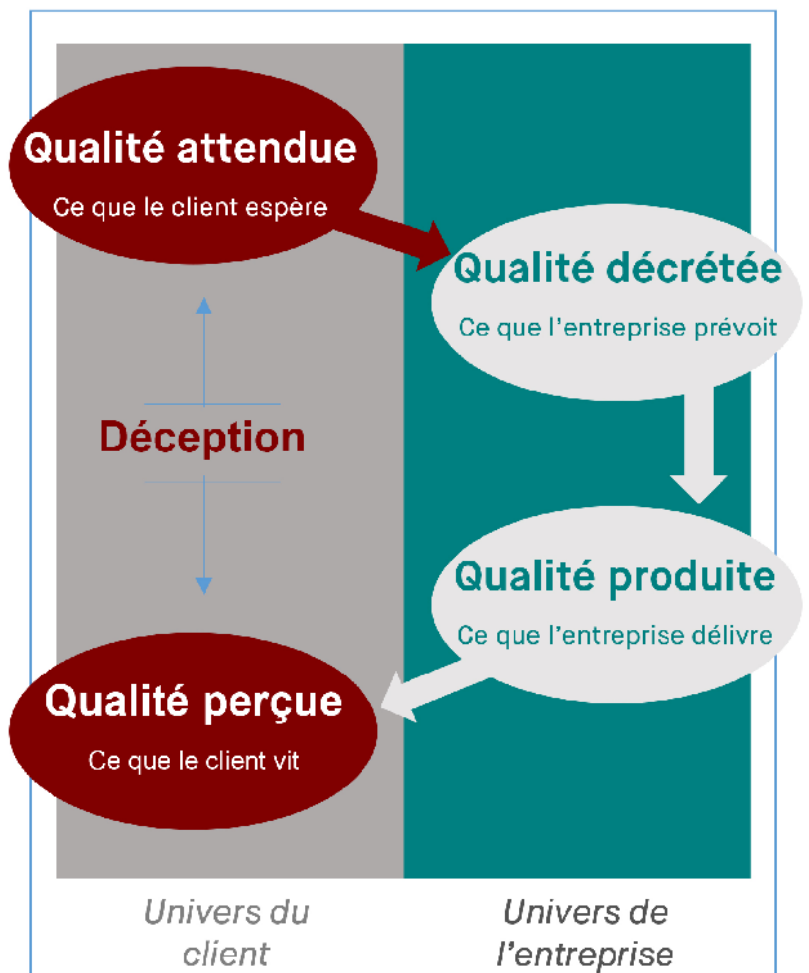 Qualité attendue
Ce que le client espère
Qualité décrétée
Ce que l'entreprise prévoit
Déception
Qualité produite
Ce que l'entreprise délivre
Qualité perçue
Ce que le client vit
Univers du
client
Univers de
l'entreprise